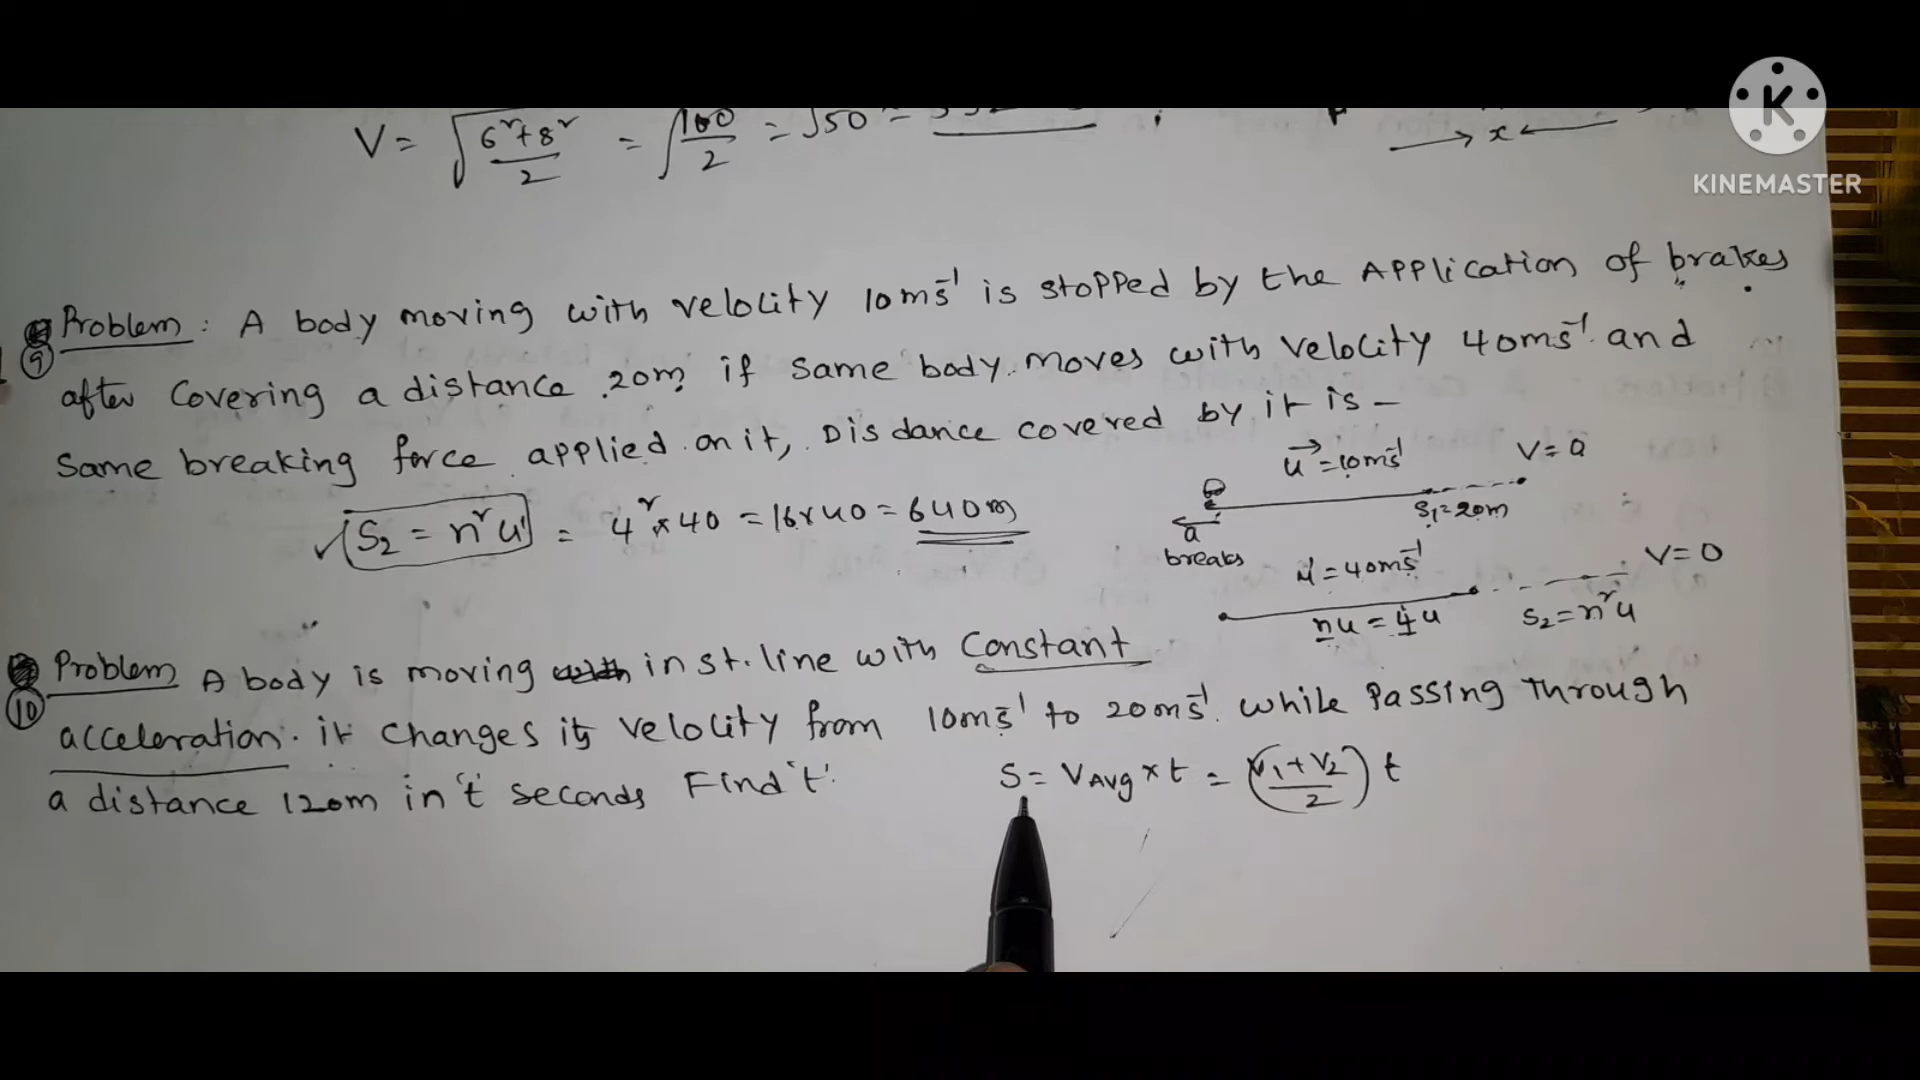 KINEMASTER
V = √(6²+8²)/2 = √100/2 = √50 =
→ x ←
Problem : A body moving with velocity 10ms⁻¹ is stopped by the Application of brakes
9
after covering a distance 20m if same body moves with velocity 40ms⁻¹ and
same breaking force applied on it, Disdance covered by it is –
S₂ = n²u = 4² × 40 = 16×40 = 640m
u = 10ms⁻¹ V=0
S₁=20m
a
breaks
u = 40ms⁻¹ V=0
nu = 4u S₂=n²u
Problem A body is moving in st. line with Constant
10
acceleration. it changes its velocity from 10ms⁻¹ to 20ms⁻¹. while passing through
a distance 120m in 't' seconds Find 't'.
S = VAvg × t = (V₁+V₂/2) t